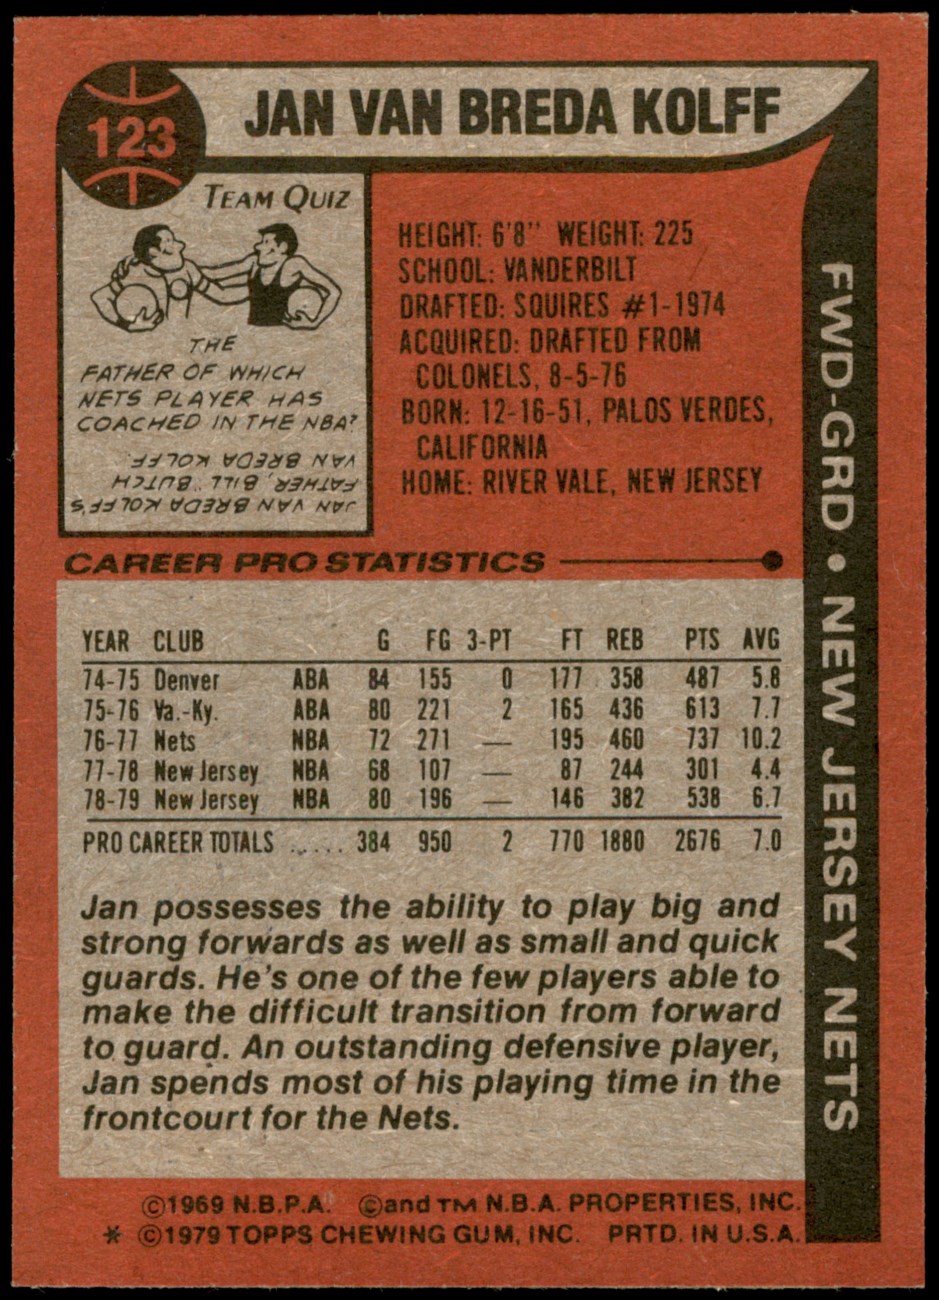 123
JAN VAN BREDA KOLFF
TEAM QUIZ
THE
FATHER OF WHICH
NETS PLAYER HAS
COACHED IN THE NBA?
JAN VAN BREDA KOLFF'S
FATHER, BILL "BUTCH"
VAN BREDA KOLFF.
HEIGHT: 6'8" WEIGHT: 225
SCHOOL: VANDERBILT
DRAFTED: SQUIRES #1-1974
ACQUIRED: DRAFTED FROM
COLONELS, 8-5-76
BORN: 12-16-51, PALOS VERDES,
CALIFORNIA
HOME: RIVER VALE, NEW JERSEY
FWD-GRD • NEW JERSEY NETS
CAREER PRO STATISTICS
YEAR CLUB G FG 3-PT FT REB PTS AVG
74-75 Denver ABA 84 155 0 177 358 487 5.8
75-76 Va.-Ky. ABA 80 221 2 165 436 613 7.7
76-77 Nets NBA 72 271 — 195 460 737 10.2
77-78 New Jersey NBA 68 107 — 87 244 301 4.4
78-79 New Jersey NBA 80 196 — 146 382 538 6.7
PRO CAREER TOTALS ..... 384 950 2 770 1880 2676 7.0
Jan possesses the ability to play big and
strong forwards as well as small and quick
guards. He's one of the few players able to
make the difficult transition from forward
to guard. An outstanding defensive player,
Jan spends most of his playing time in the
frontcourt for the Nets.
©1969 N.B.P.A. ©and TM N.B.A. PROPERTIES, INC.
* ©1979 TOPPS CHEWING GUM, INC. PRTD. IN U.S.A.